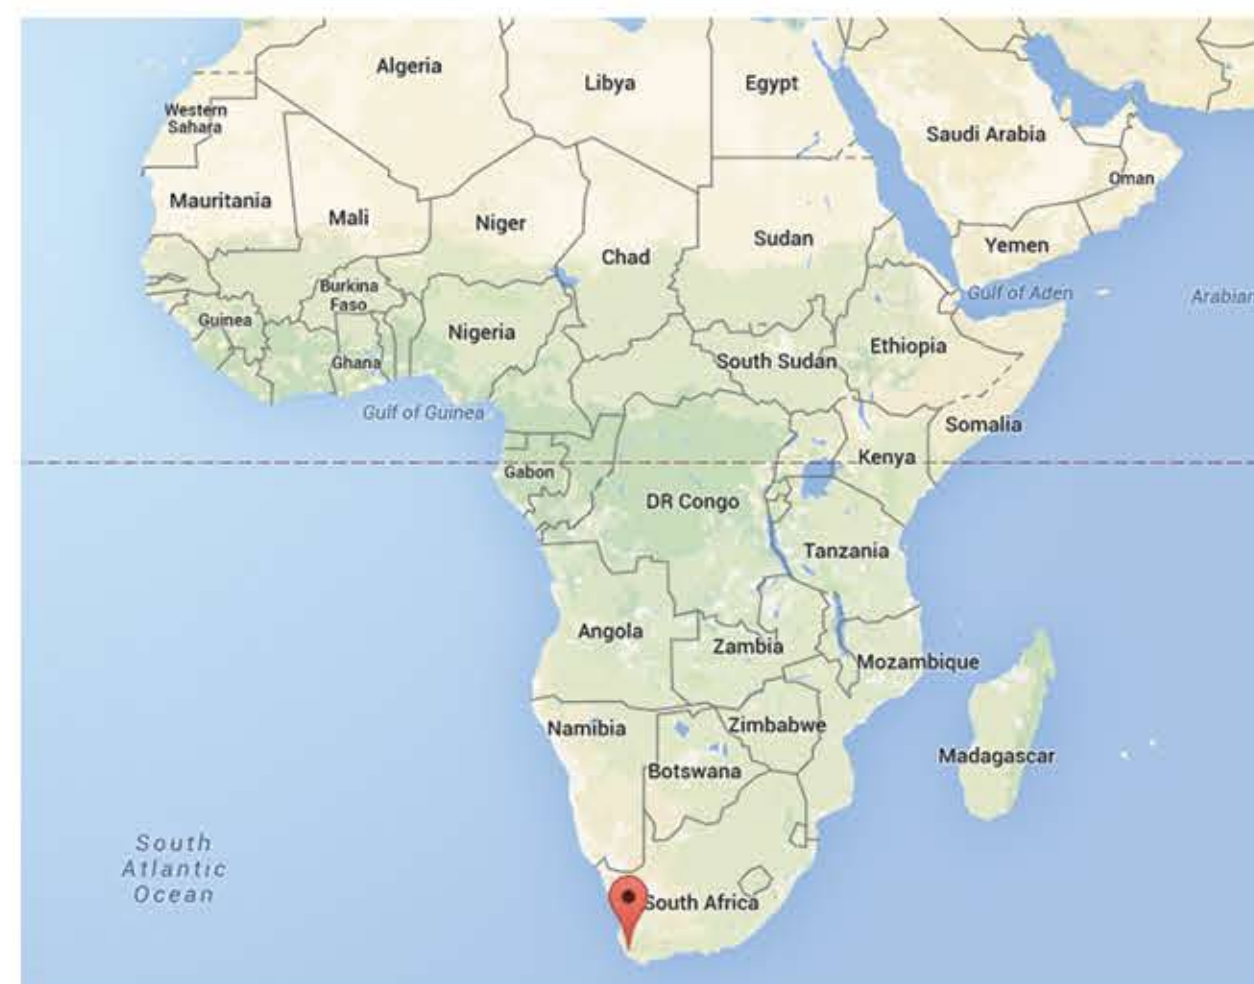 Algeria
Libya
Egypt
Western
Sahara
Saudi Arabia
Oman
Mauritania
Mali
Niger
Chad
Sudan
Yemen
Burkina
Faso
Gulf of Aden
Arabian
Guinea
Nigeria
Ghana
South Sudan
Ethiopia
Gulf of Guinea
Somalia
Gabon
Kenya
DR Congo
Tanzania
Angola
Zambia
Mozambique
Namibia
Zimbabwe
Botswana
Madagascar
South
Atlantic
Ocean
South Africa